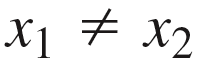 x₁ ≠ x₂